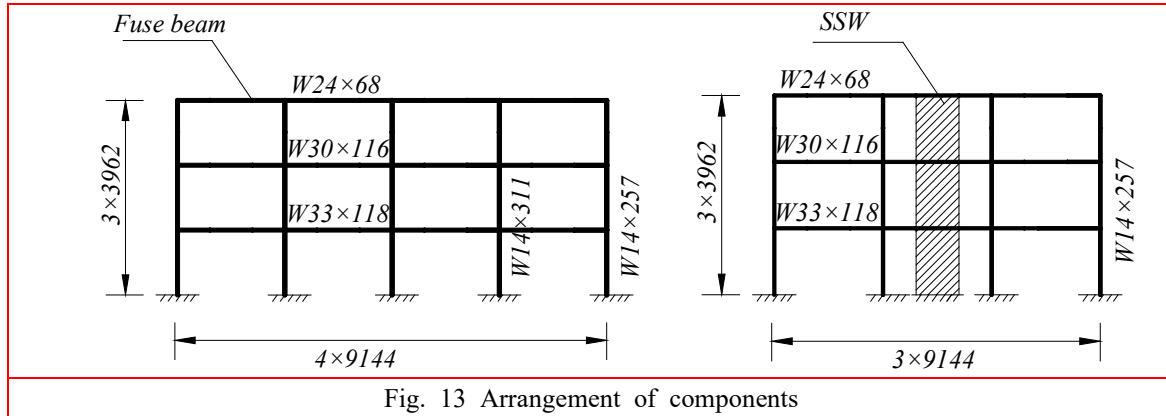 Fuse beam
W24×68
W30×116
W33×118
W14×311
W14×257
3×3962
4×9144
SSW
W24×68
W30×116
W33×118
W14×257
3×3962
3×9144
Fig. 13 Arrangement of components